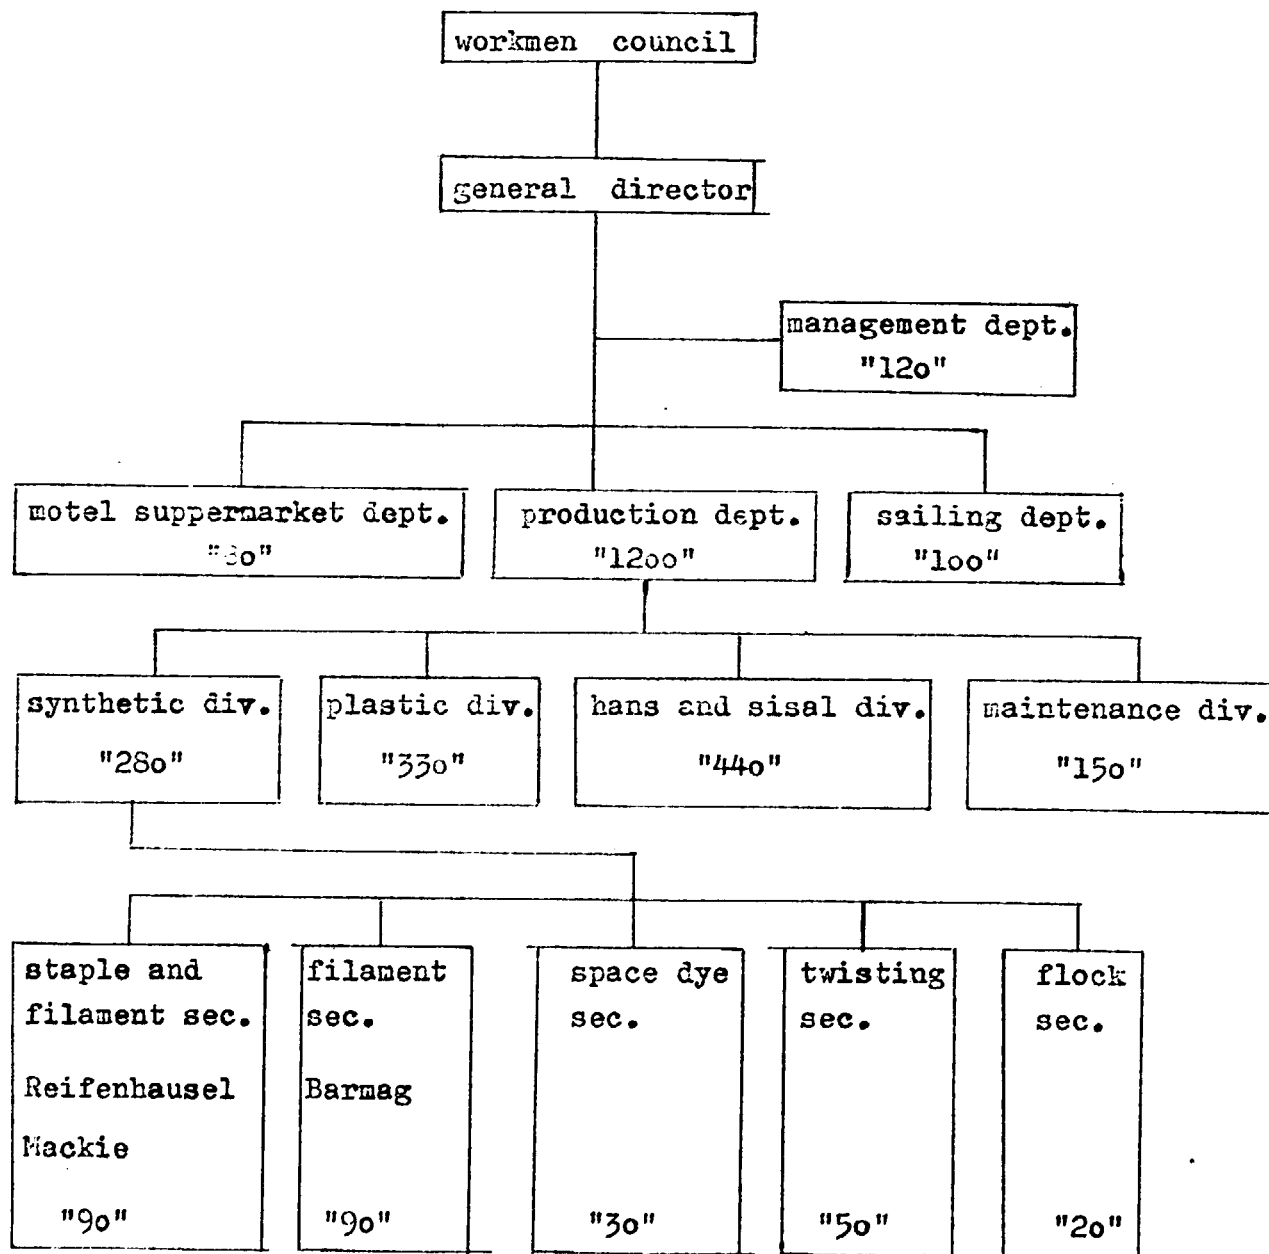 workmen council
general director
management dept.
"12o"
motel suppermarket dept.
production dept.
"12oo"
sailing dept.
"1oo"
synthetic div.
"28o"
plastic div.
"33o"
hans and sisal div.
"44o"
maintenance div.
"15o"
staple and
filament sec.
Reifenhausel
Mackie
"9o"
filament
sec.
Barmag
"9o"
space dye
sec.
"3o"
twisting
sec.
"5o"
flock
sec.
"2o"